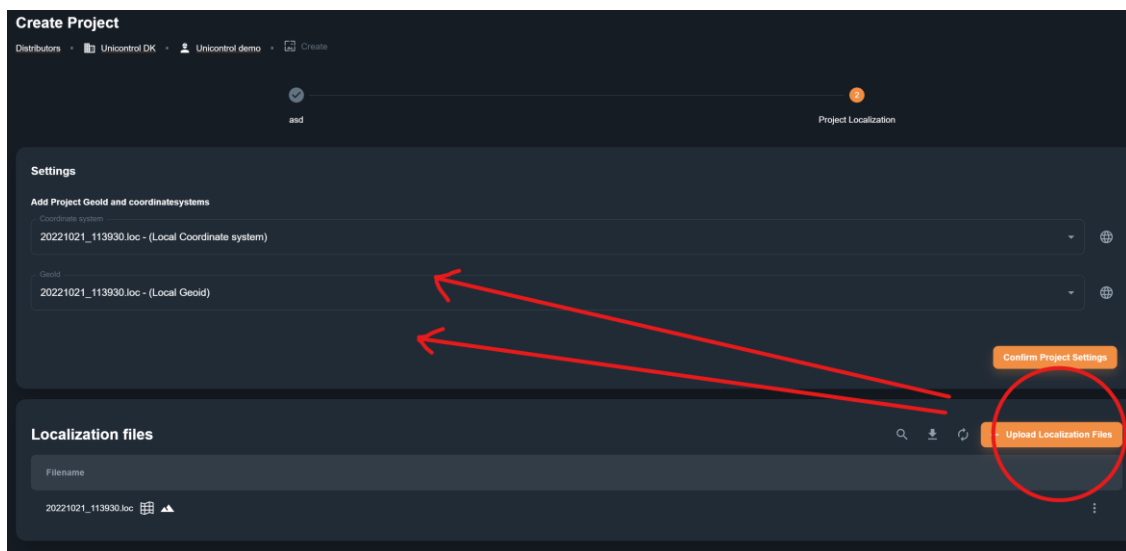 Create Project
Distributors • Unicontrol DK • Unicontrol demo • Create
2
asd
Project Localization
Settings
Add Project GeoId and coordinatesystems
Coordinate system
20221021_113930.loc - (Local Coordinate system)
GeoId
20221021_113930.loc - (Local Geoid)
Confirm Project Settings
Localization files
Upload Localization Files
Filename
20221021_113930.loc